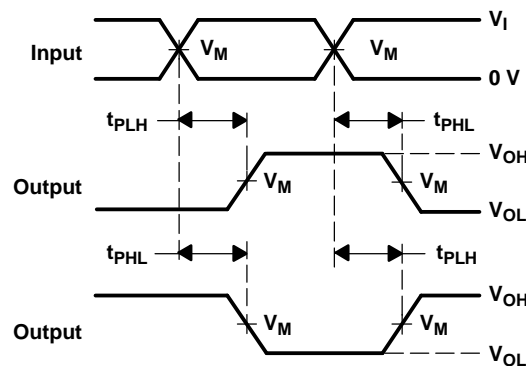 V_I
Input V_M V_M
0 V
t_PLH t_PHL
V_OH
Output V_M V_M
V_OL
t_PHL t_PLH
V_OH
Output V_M V_M
V_OL